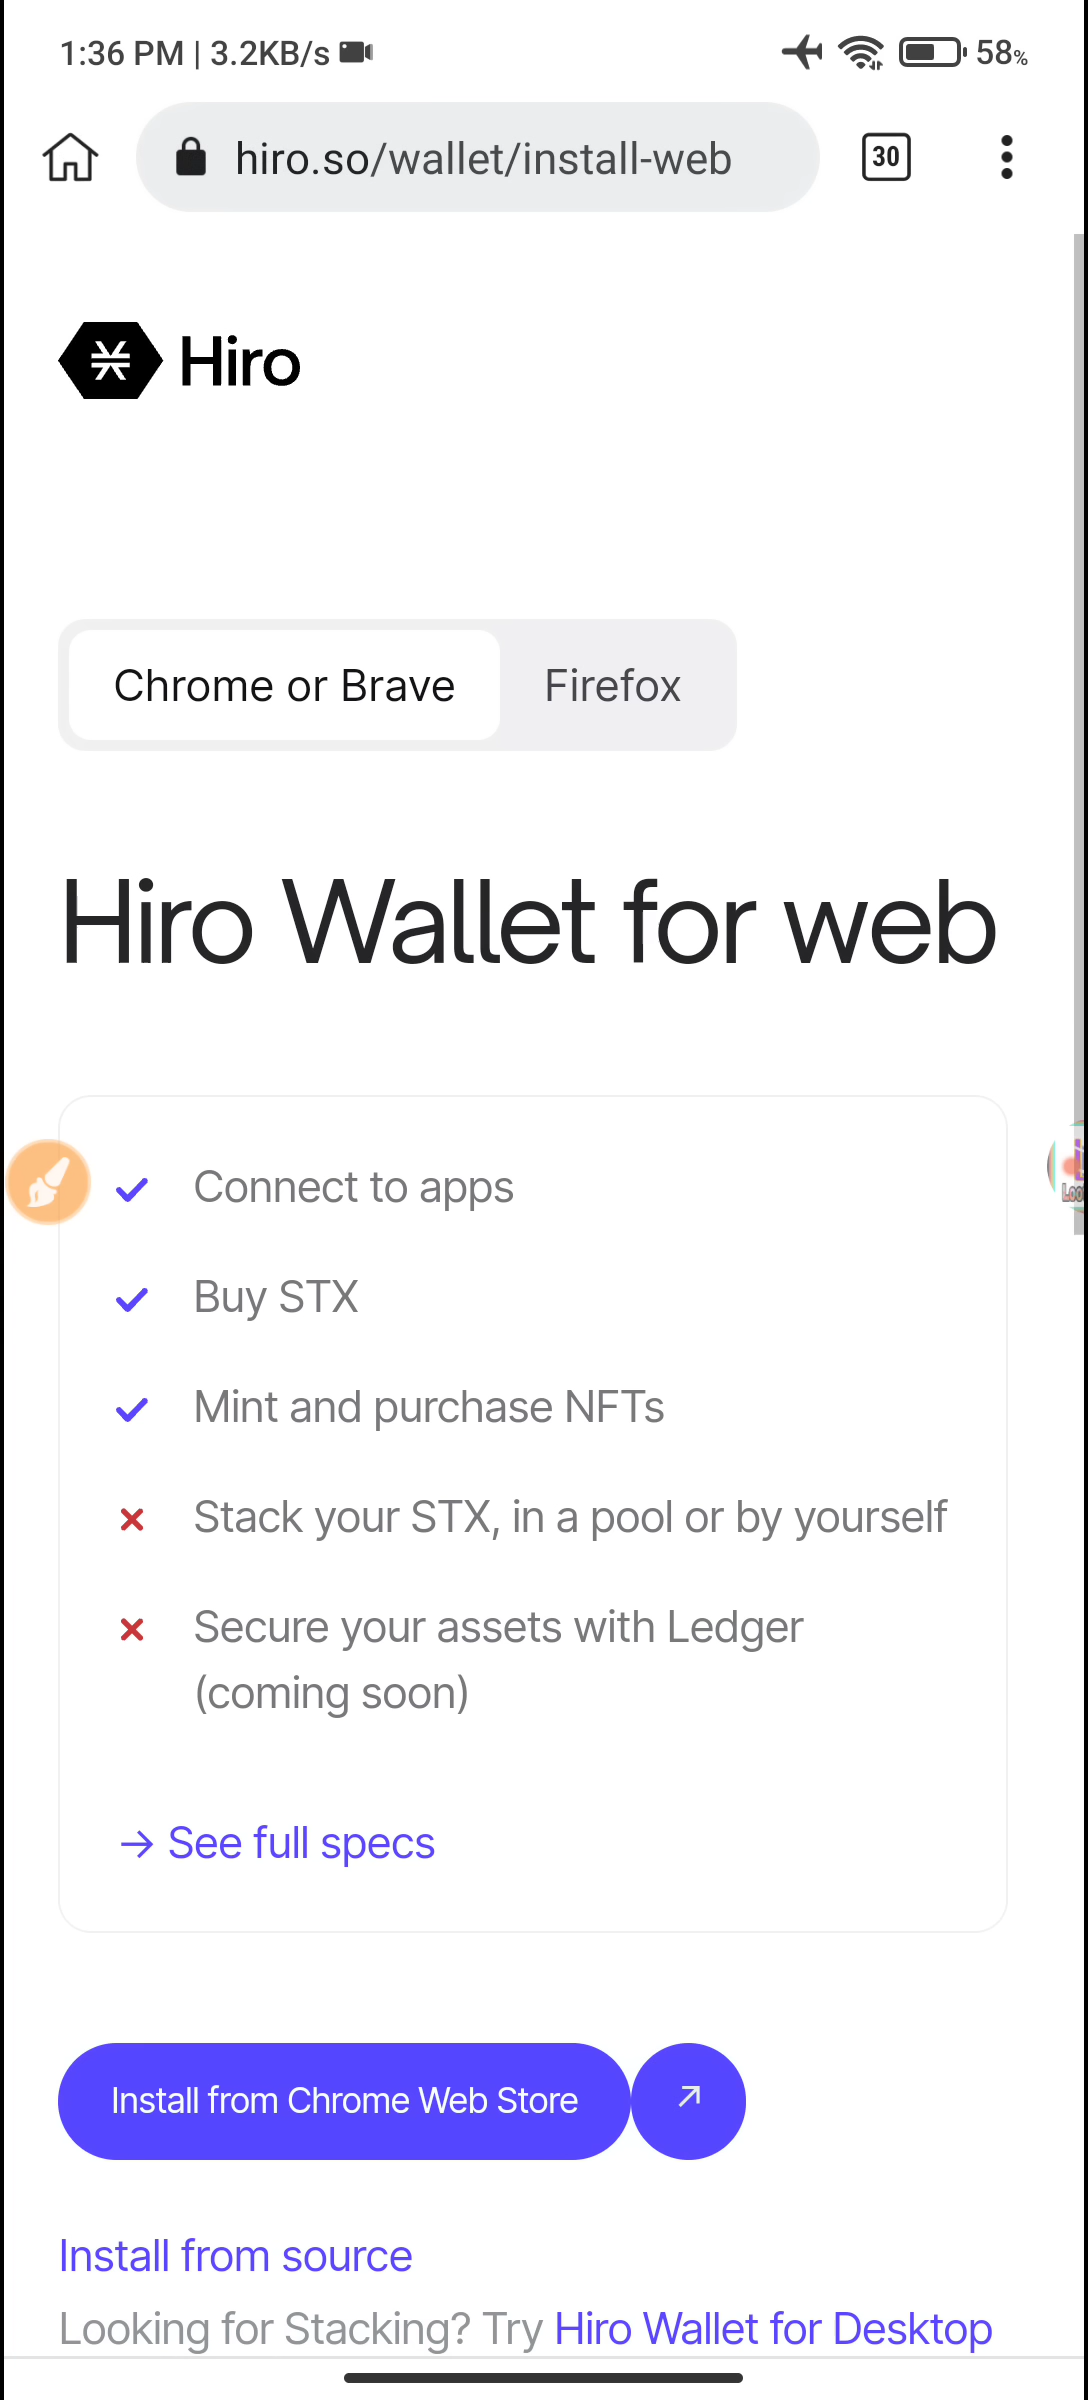 1:36 PM | 3.2KB/s
58%
hiro.so/wallet/install-web
30
Hiro
Chrome or Brave
Firefox
Hiro Wallet for web
Connect to apps
Buy STX
Mint and purchase NFTs
Stack your STX, in a pool or by yourself
Secure your assets with Ledger
(coming soon)
→ See full specs
Install from Chrome Web Store
Install from source
Looking for Stacking? Try Hiro Wallet for Desktop